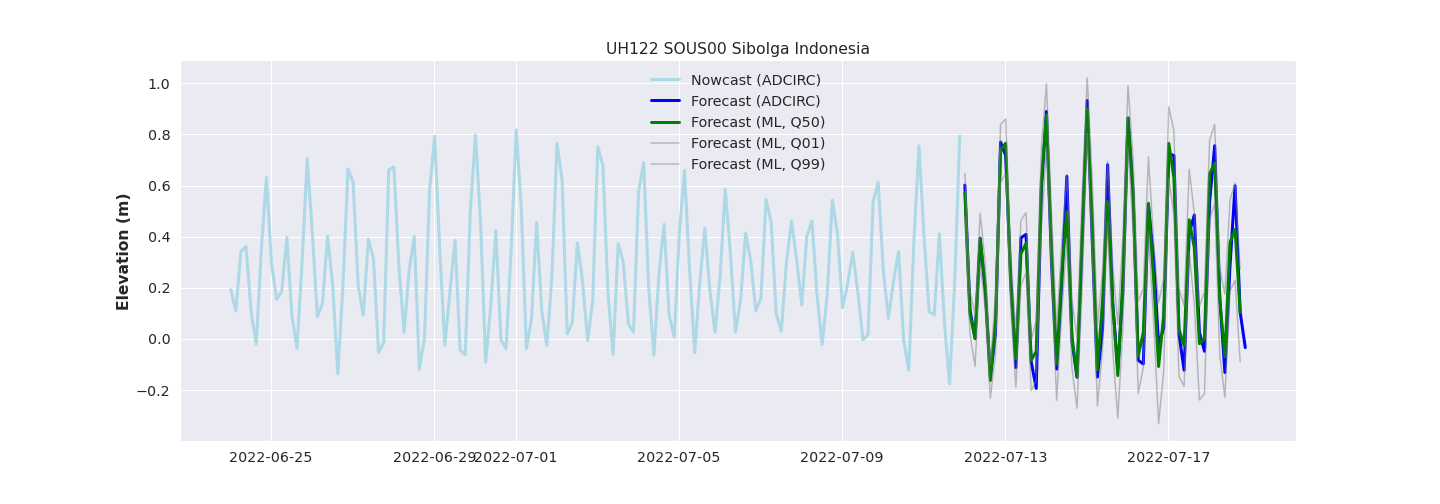 UH122 SOUS00 Sibolga Indonesia
Nowcast (ADCIRC)
Forecast (ADCIRC)
Forecast (ML, Q50)
Forecast (ML, Q01)
Forecast (ML, Q99)
Elevation (m)
1.0
0.8
0.6
0.4
0.2
0.0
−0.2
2022-06-25
2022-06-29
2022-07-01
2022-07-05
2022-07-09
2022-07-13
2022-07-17